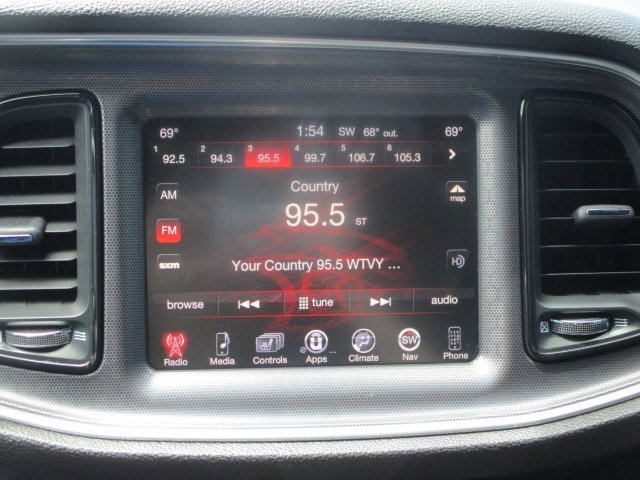 69° 1:54 SW 68° out. 69°
1 92.5 2 94.3 3 95.5 4 99.7 5 106.7 6 105.3
Country
AM map
95.5 ST
FM
sxm Your Country 95.5 WTVY ... HD
browse tune audio
SW
Radio Media Controls Apps ... Climate Nav Phone